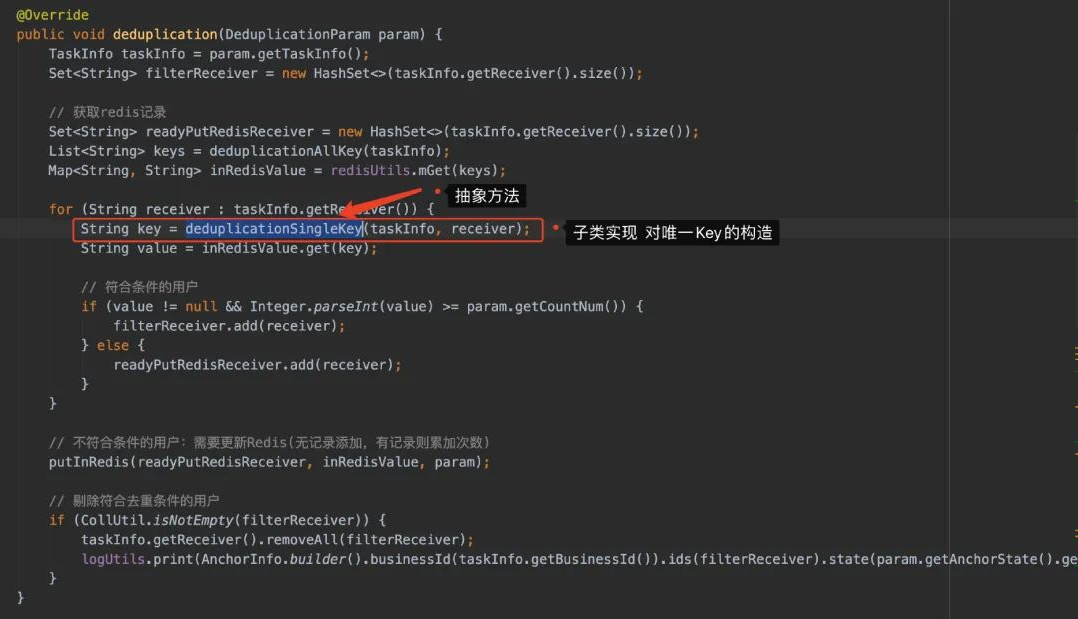 @Override
public void deduplication(DeduplicationParam param) {
TaskInfo taskInfo = param.getTaskInfo();
Set<String> filterReceiver = new HashSet<>(taskInfo.getReceiver().size());
// 获取redis记录
Set<String> readyPutRedisReceiver = new HashSet<>(taskInfo.getReceiver().size());
List<String> keys = deduplicationAllKey(taskInfo);
Map<String, String> inRedisValue = redisUtils.mGet(keys);
抽象方法
for (String receiver : taskInfo.getReceiver()) {
String key = deduplicationSingleKey(taskInfo, receiver);
子类实现 对唯一Key的构造
String value = inRedisValue.get(key);
// 符合条件的用户
if (value != null && Integer.parseInt(value) >= param.getCountNum()) {
filterReceiver.add(receiver);
} else {
readyPutRedisReceiver.add(receiver);
}
}
// 不符合条件的用户：需要更新Redis(无记录添加，有记录则累加次数)
putInRedis(readyPutRedisReceiver, inRedisValue, param);
// 剔除符合去重条件的用户
if (CollUtil.isNotEmpty(filterReceiver)) {
taskInfo.getReceiver().removeAll(filterReceiver);
logUtils.print(AnchorInfo.builder().businessId(taskInfo.getBusinessId()).ids(filterReceiver).state(param.getAnchorState().ge
}
}